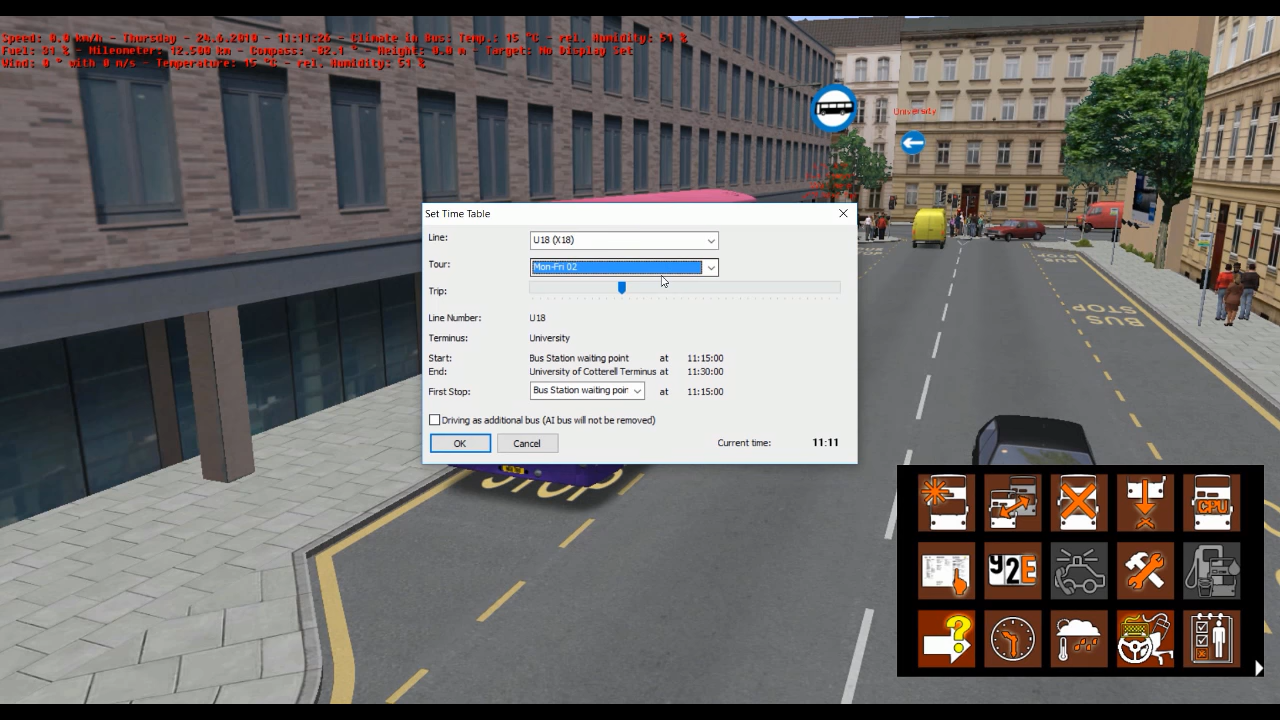 Speed: 0.0 km/h - Thursday - 24.6.2010 - 11:11:26 - Climate in Bus: Temp.: 15 °C - rel. Humidity: 51 %
Fuel: 91 % - Mileometer: 12.500 km - Compass: -82.1 ° - Height: 0.0 m - Target: No Display Set
Wind: 0 ° with 0 m/s - Temperature: 15 °C - rel. Humidity: 51 %
University
Set Time Table
Line: U18 (X18)
Tour: Mon-Fri 02
Trip:
Line Number: U18
Terminus: University
Start: Bus Station waiting point at 11:15:00
End: University of Cotterell Terminus at 11:30:00
First Stop: Bus Station waiting poir at 11:15:00
Driving as additional bus (AI bus will not be removed)
OK Cancel Current time: 11:11
STOP
BUS STOP
STOP
BUS
CPU
92E
?